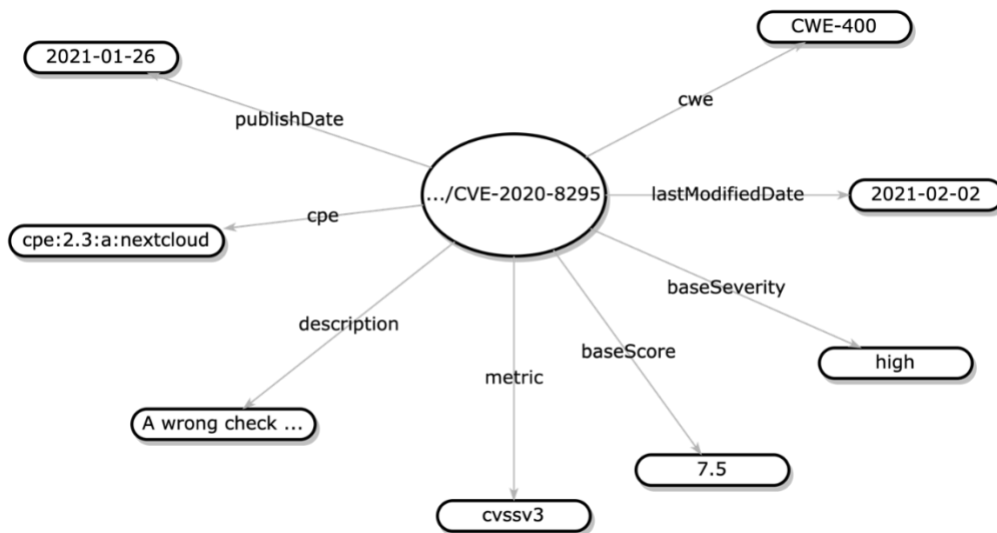 CWE-400
2021-01-26
cwe
publishDate
.../CVE-2020-8295
lastModifiedDate
2021-02-02
cpe
cpe:2.3:a:nextcloud
baseSeverity
description
baseScore
high
metric
A wrong check ...
7.5
cvssv3